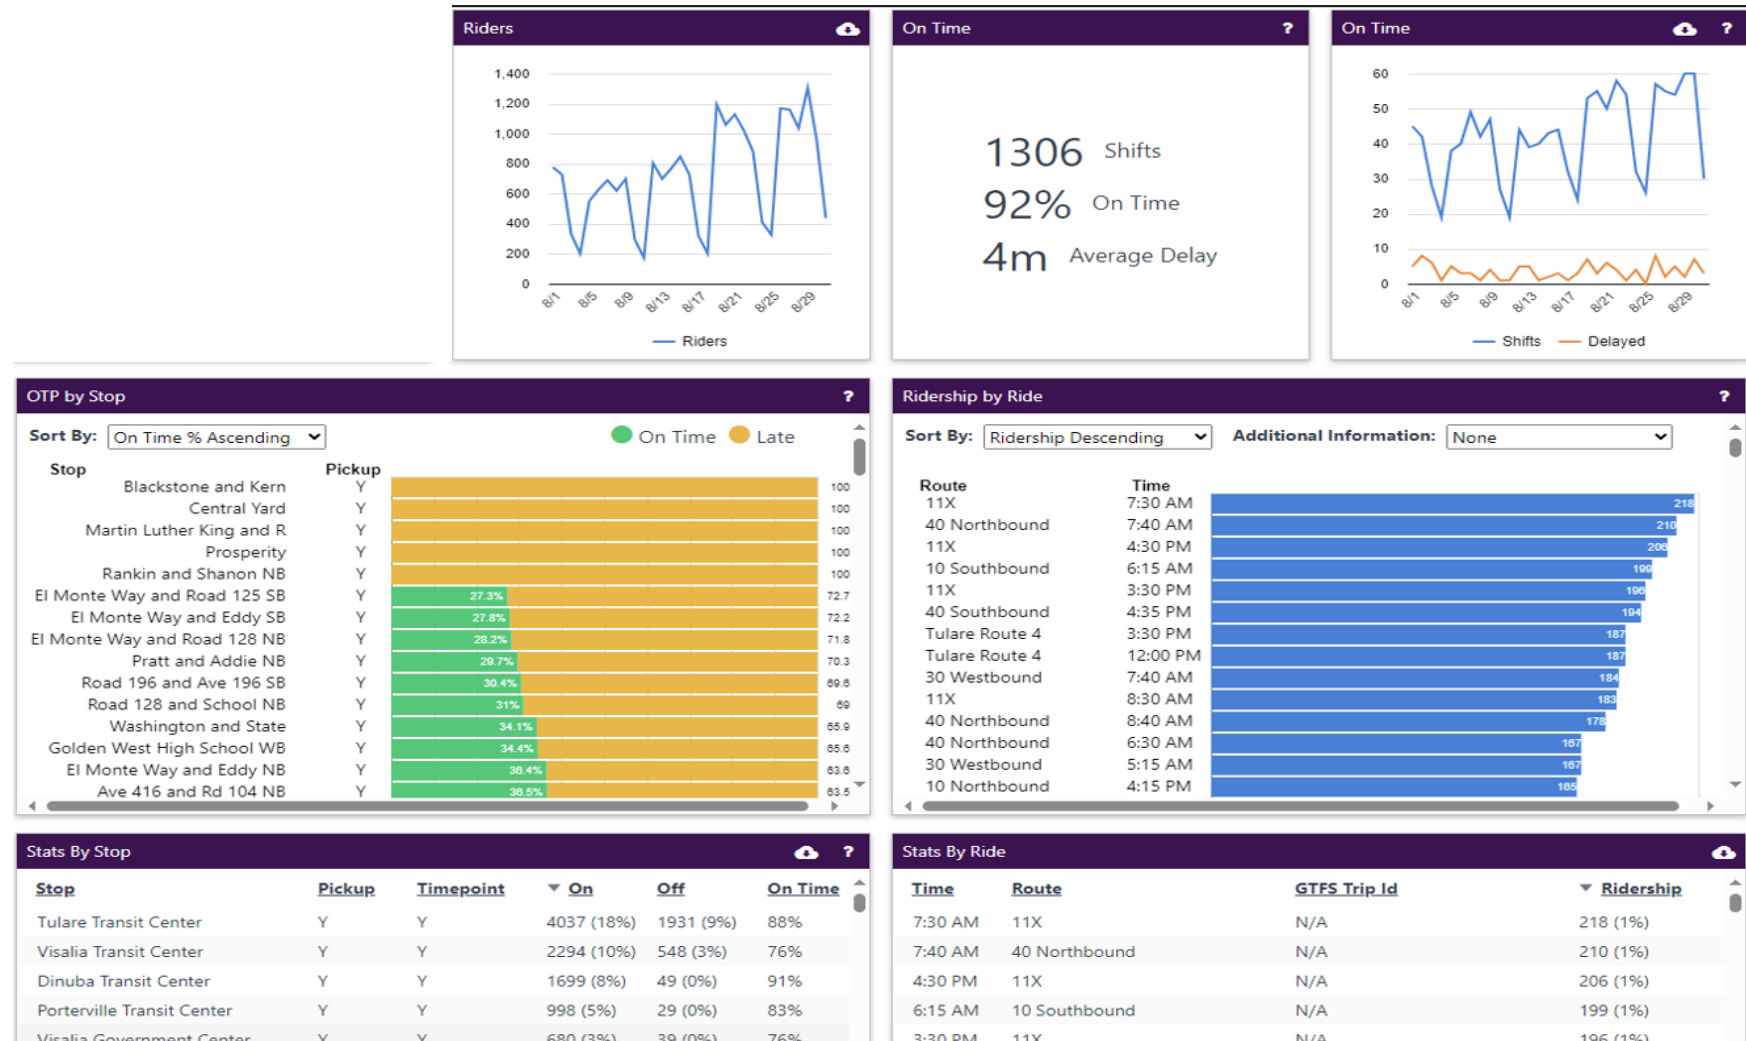 Riders
1,400
1,200
1,000
800
600
400
200
0
8/1 8/5 8/9 8/13 8/17 8/21 8/25 8/29
Riders
On Time ?
1306 Shifts
92% On Time
4m Average Delay
On Time ?
60
50
40
30
20
10
0
8/1 8/5 8/9 8/13 8/17 8/21 8/25 8/29
Shifts Delayed
OTP by Stop ?
Sort By: On Time % Ascending On Time Late
Stop Pickup
Blackstone and Kern Y 100
Central Yard Y 100
Martin Luther King and R Y 100
Prosperity Y 100
Rankin and Shanon NB Y 100
El Monte Way and Road 125 SB Y 27.3% 72.7
El Monte Way and Eddy SB Y 27.8% 72.2
El Monte Way and Road 128 NB Y 28.2% 71.8
Pratt and Addie NB Y 29.7% 70.3
Road 196 and Ave 196 SB Y 30.4% 69.6
Road 128 and School NB Y 31% 69
Washington and State Y 34.1% 65.9
Golden West High School WB Y 34.4% 65.6
El Monte Way and Eddy NB Y 36.4% 63.6
Ave 416 and Rd 104 NB Y 36.5% 63.5
Ridership by Ride ?
Sort By: Ridership Descending Additional Information: None
Route Time
11X 7:30 AM 218
40 Northbound 7:40 AM 210
11X 4:30 PM 206
10 Southbound 6:15 AM 199
11X 3:30 PM 196
40 Southbound 4:35 PM 194
Tulare Route 4 3:30 PM 187
Tulare Route 4 12:00 PM 187
30 Westbound 7:40 AM 184
11X 8:30 AM 183
40 Northbound 8:40 AM 178
40 Northbound 6:30 AM 167
30 Westbound 5:15 AM 167
10 Northbound 4:15 PM 165
Stats By Stop ?
Stop Pickup Timepoint On Off On Time
Tulare Transit Center Y Y 4037 (18%) 1931 (9%) 88%
Visalia Transit Center Y Y 2294 (10%) 548 (3%) 76%
Dinuba Transit Center Y Y 1699 (8%) 49 (0%) 91%
Porterville Transit Center Y Y 998 (5%) 29 (0%) 83%
Visalia Government Center Y Y 680 (3%) 39 (0%) 76%
Stats By Ride
Time Route GTFS Trip Id Ridership
7:30 AM 11X N/A 218 (1%)
7:40 AM 40 Northbound N/A 210 (1%)
4:30 PM 11X N/A 206 (1%)
6:15 AM 10 Southbound N/A 199 (1%)
3:30 PM 11X N/A 196 (1%)